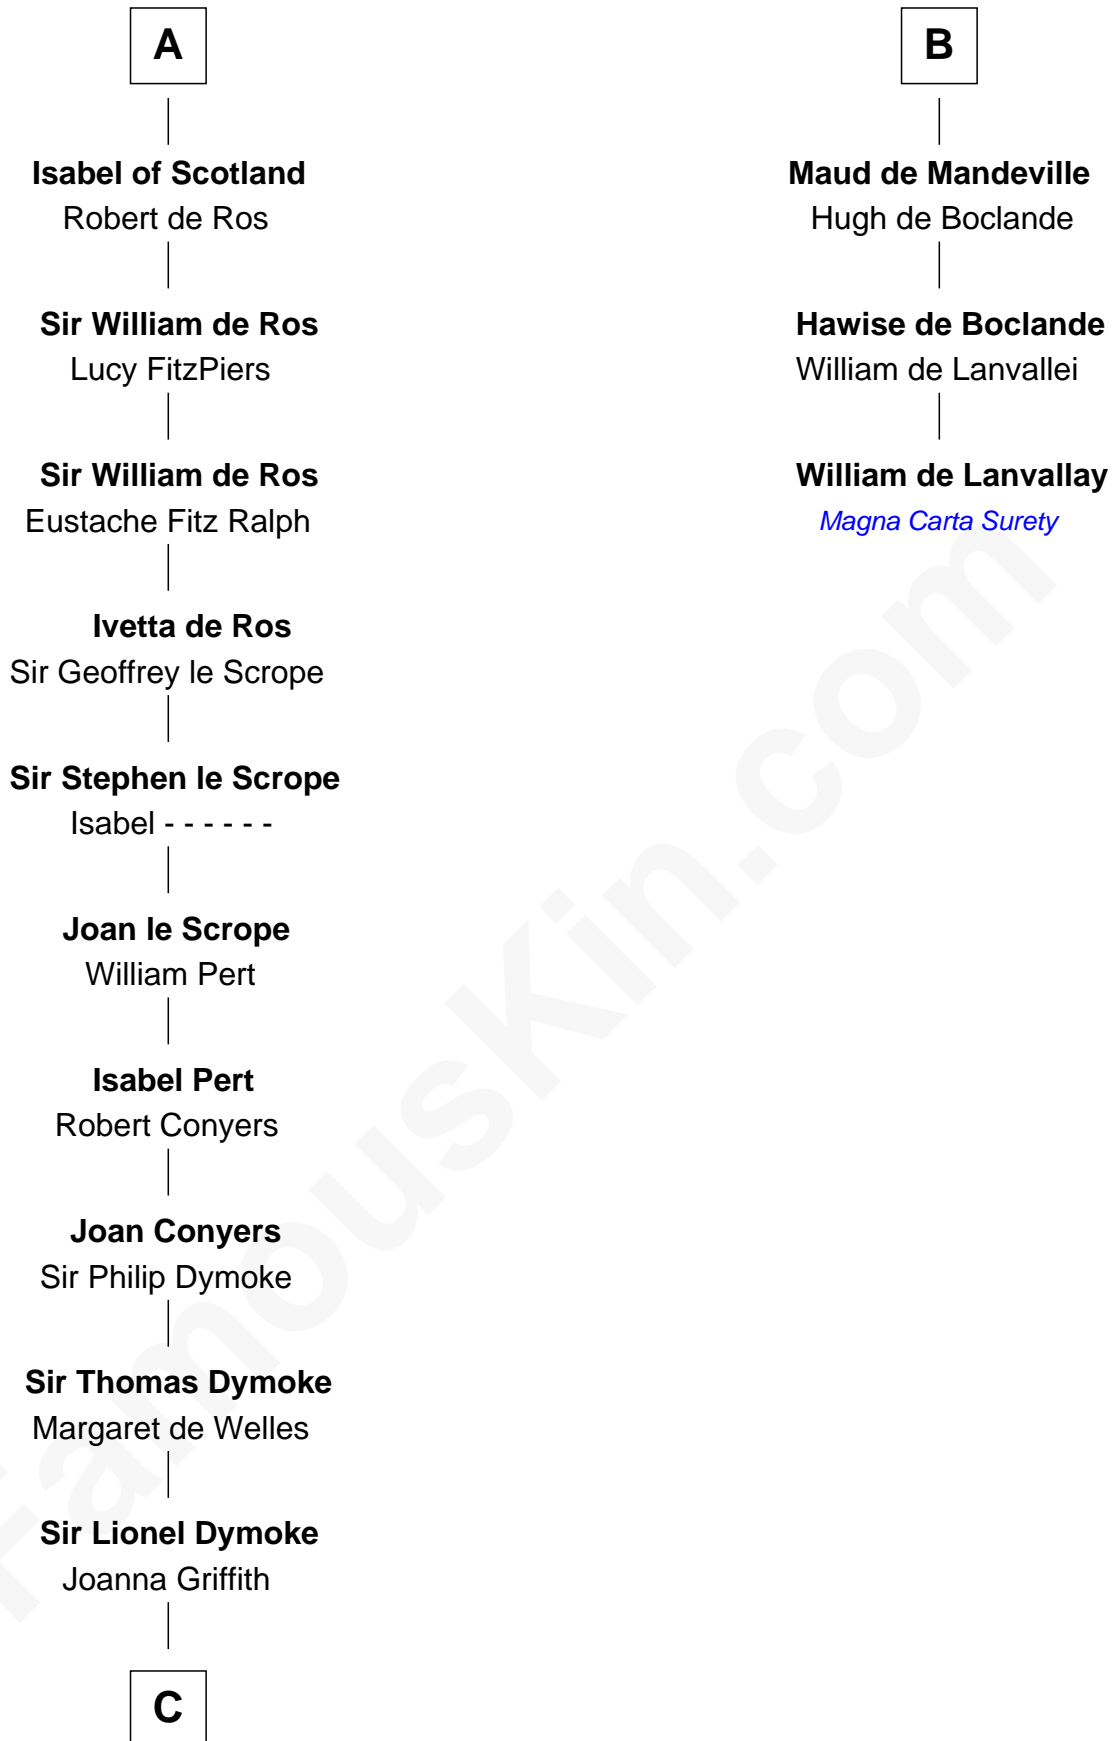 A
Isabel of Scotland
Robert de Ros
Sir William de Ros
Lucy FitzPiers
Sir William de Ros
Eustache Fitz Ralph
Ivetta de Ros
Sir Geoffrey le Scrope
Sir Stephen le Scrope
Isabel - - - - - -
Joan le Scrope
William Pert
Isabel Pert
Robert Conyers
Joan Conyers
Sir Philip Dymoke
Sir Thomas Dymoke
Margaret de Welles
Sir Lionel Dymoke
Joanna Griffith
C
B
Maud de Mandeville
Hugh de Boclande
Hawise de Boclande
William de Lanvallei
William de Lanvallay
Magna Carta Surety
FamousKin.com